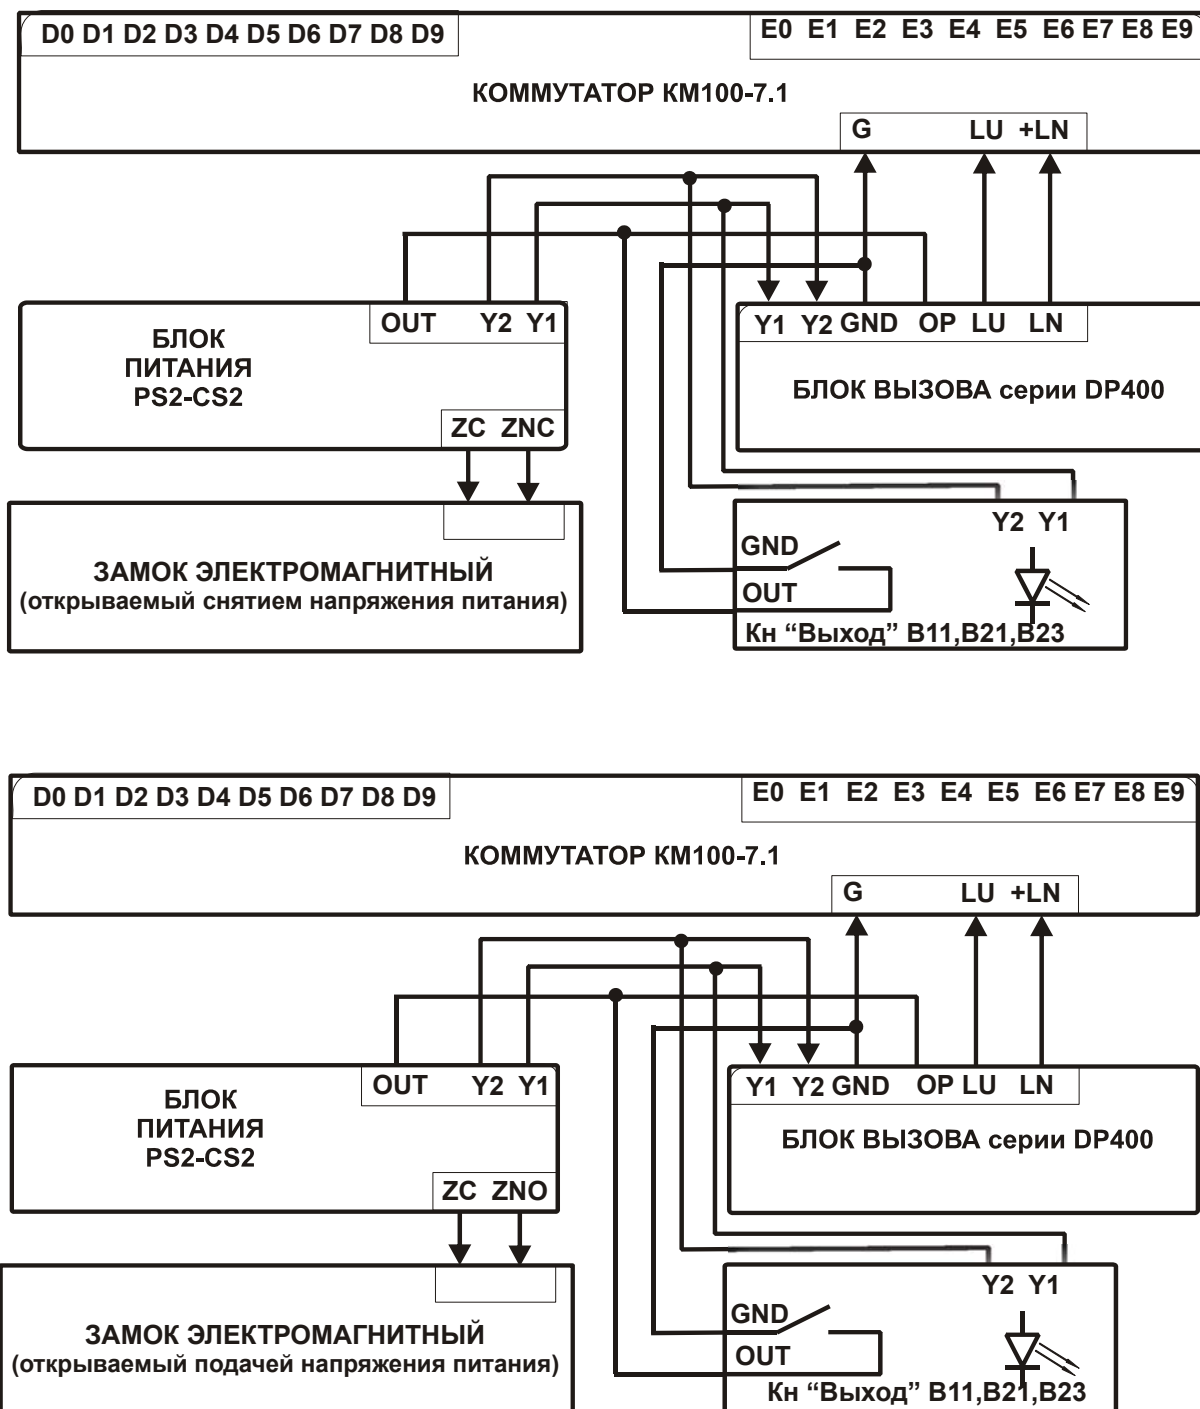 D0 D1 D2 D3 D4 D5 D6 D7 D8 D9
E0 E1 E2 E3 E4 E5 E6 E7 E8 E9
КОММУТАТОР КМ100-7.1
G LU +LN
OUT Y2 Y1
Y1 Y2 GND OP LU LN
БЛОК
ПИТАНИЯ
PS2-CS2
БЛОК ВЫЗОВА серии DP400
ZC ZNC
Y2 Y1
ЗАМОК ЭЛЕКТРОМАГНИТНЫЙ
(открываемый снятием напряжения питания)
GND
OUT
Кн “Выход” B11,B21,B23
D0 D1 D2 D3 D4 D5 D6 D7 D8 D9
E0 E1 E2 E3 E4 E5 E6 E7 E8 E9
КОММУТАТОР КМ100-7.1
G LU +LN
OUT Y2 Y1
Y1 Y2 GND OP LU LN
БЛОК
ПИТАНИЯ
PS2-CS2
БЛОК ВЫЗОВА серии DP400
ZC ZNO
Y2 Y1
ЗАМОК ЭЛЕКТРОМАГНИТНЫЙ
(открываемый подачей напряжения питания)
GND
OUT
Кн “Выход” B11,B21,B23